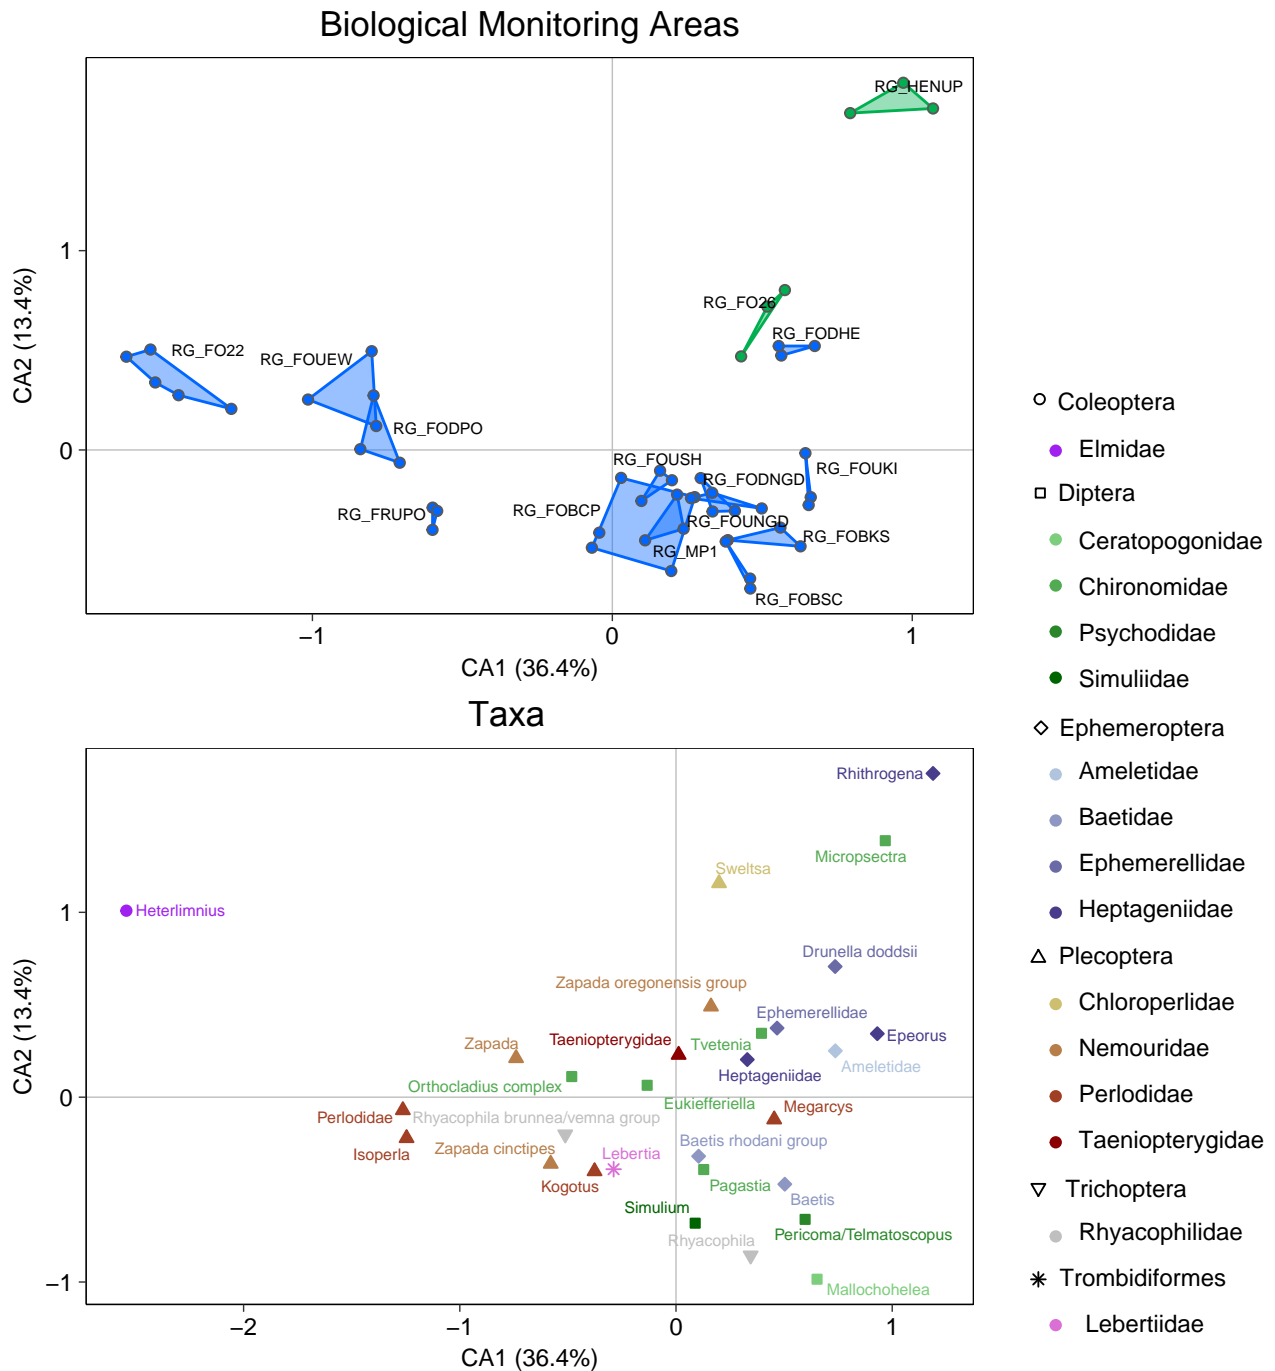 Biological Monitoring Areas
RG_HENUP
1
RG_FO26
RG_FODHE
RG_FO22
RG_FOUEW
RG_FODPO
0
RG_FOUSH
RG_FOUKI
RG_FODNGD
RG_FRUPO
RG_FOBCP
RG_FOUNGD
RG_FOBKS
RG_MP1
RG_FOBSC
CA2 (13.4%)
−1 0 1
CA1 (36.4%)
Taxa
Rhithrogena
Micropsectra
Sweltsa
1
Heterlimnius
Drunella doddsii
Zapada oregonensis group
Ephemerellidae
Epeorus
Taeniopterygidae
Tvetenia
Zapada
Ameletidae
Heptageniidae
Orthocladius complex
0
Eukiefferiella
Megarcys
Perlodidae
Rhyacophila brunnea/vemna group
Baetis rhodani group
Isoperla
Zapada cinctipes
Lebertia
Kogotus
Pagastia
Baetis
Simulium
Pericoma/Telmatoscopus
Rhyacophila
−1
Mallochohelea
CA2 (13.4%)
−2 −1 0 1
CA1 (36.4%)
Coleoptera
Elmidae
Diptera
Ceratopogonidae
Chironomidae
Psychodidae
Simuliidae
Ephemeroptera
Ameletidae
Baetidae
Ephemerellidae
Heptageniidae
Plecoptera
Chloroperlidae
Nemouridae
Perlodidae
Taeniopterygidae
Trichoptera
Rhyacophilidae
Trombidiformes
Lebertiidae